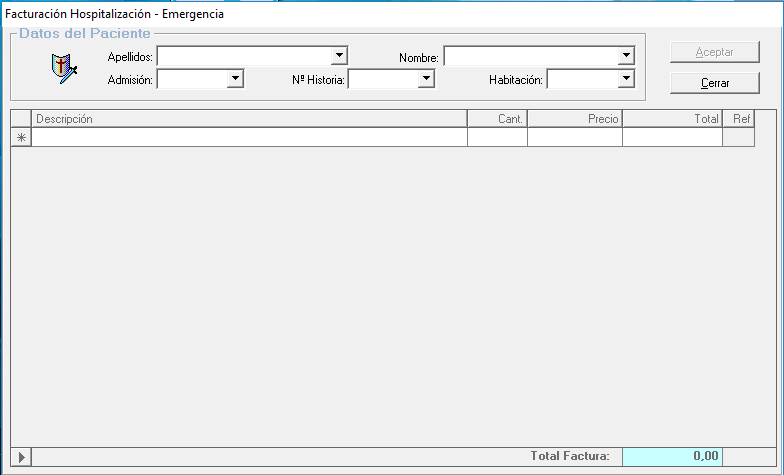 Facturación Hospitalización - Emergencia
Datos del Paciente
Apellidos: Nombre:
Admisión: Nº Historia: Habitación:
Aceptar
Cerrar
Descripción Cant. Precio Total Ref
Total Factura: 0,00